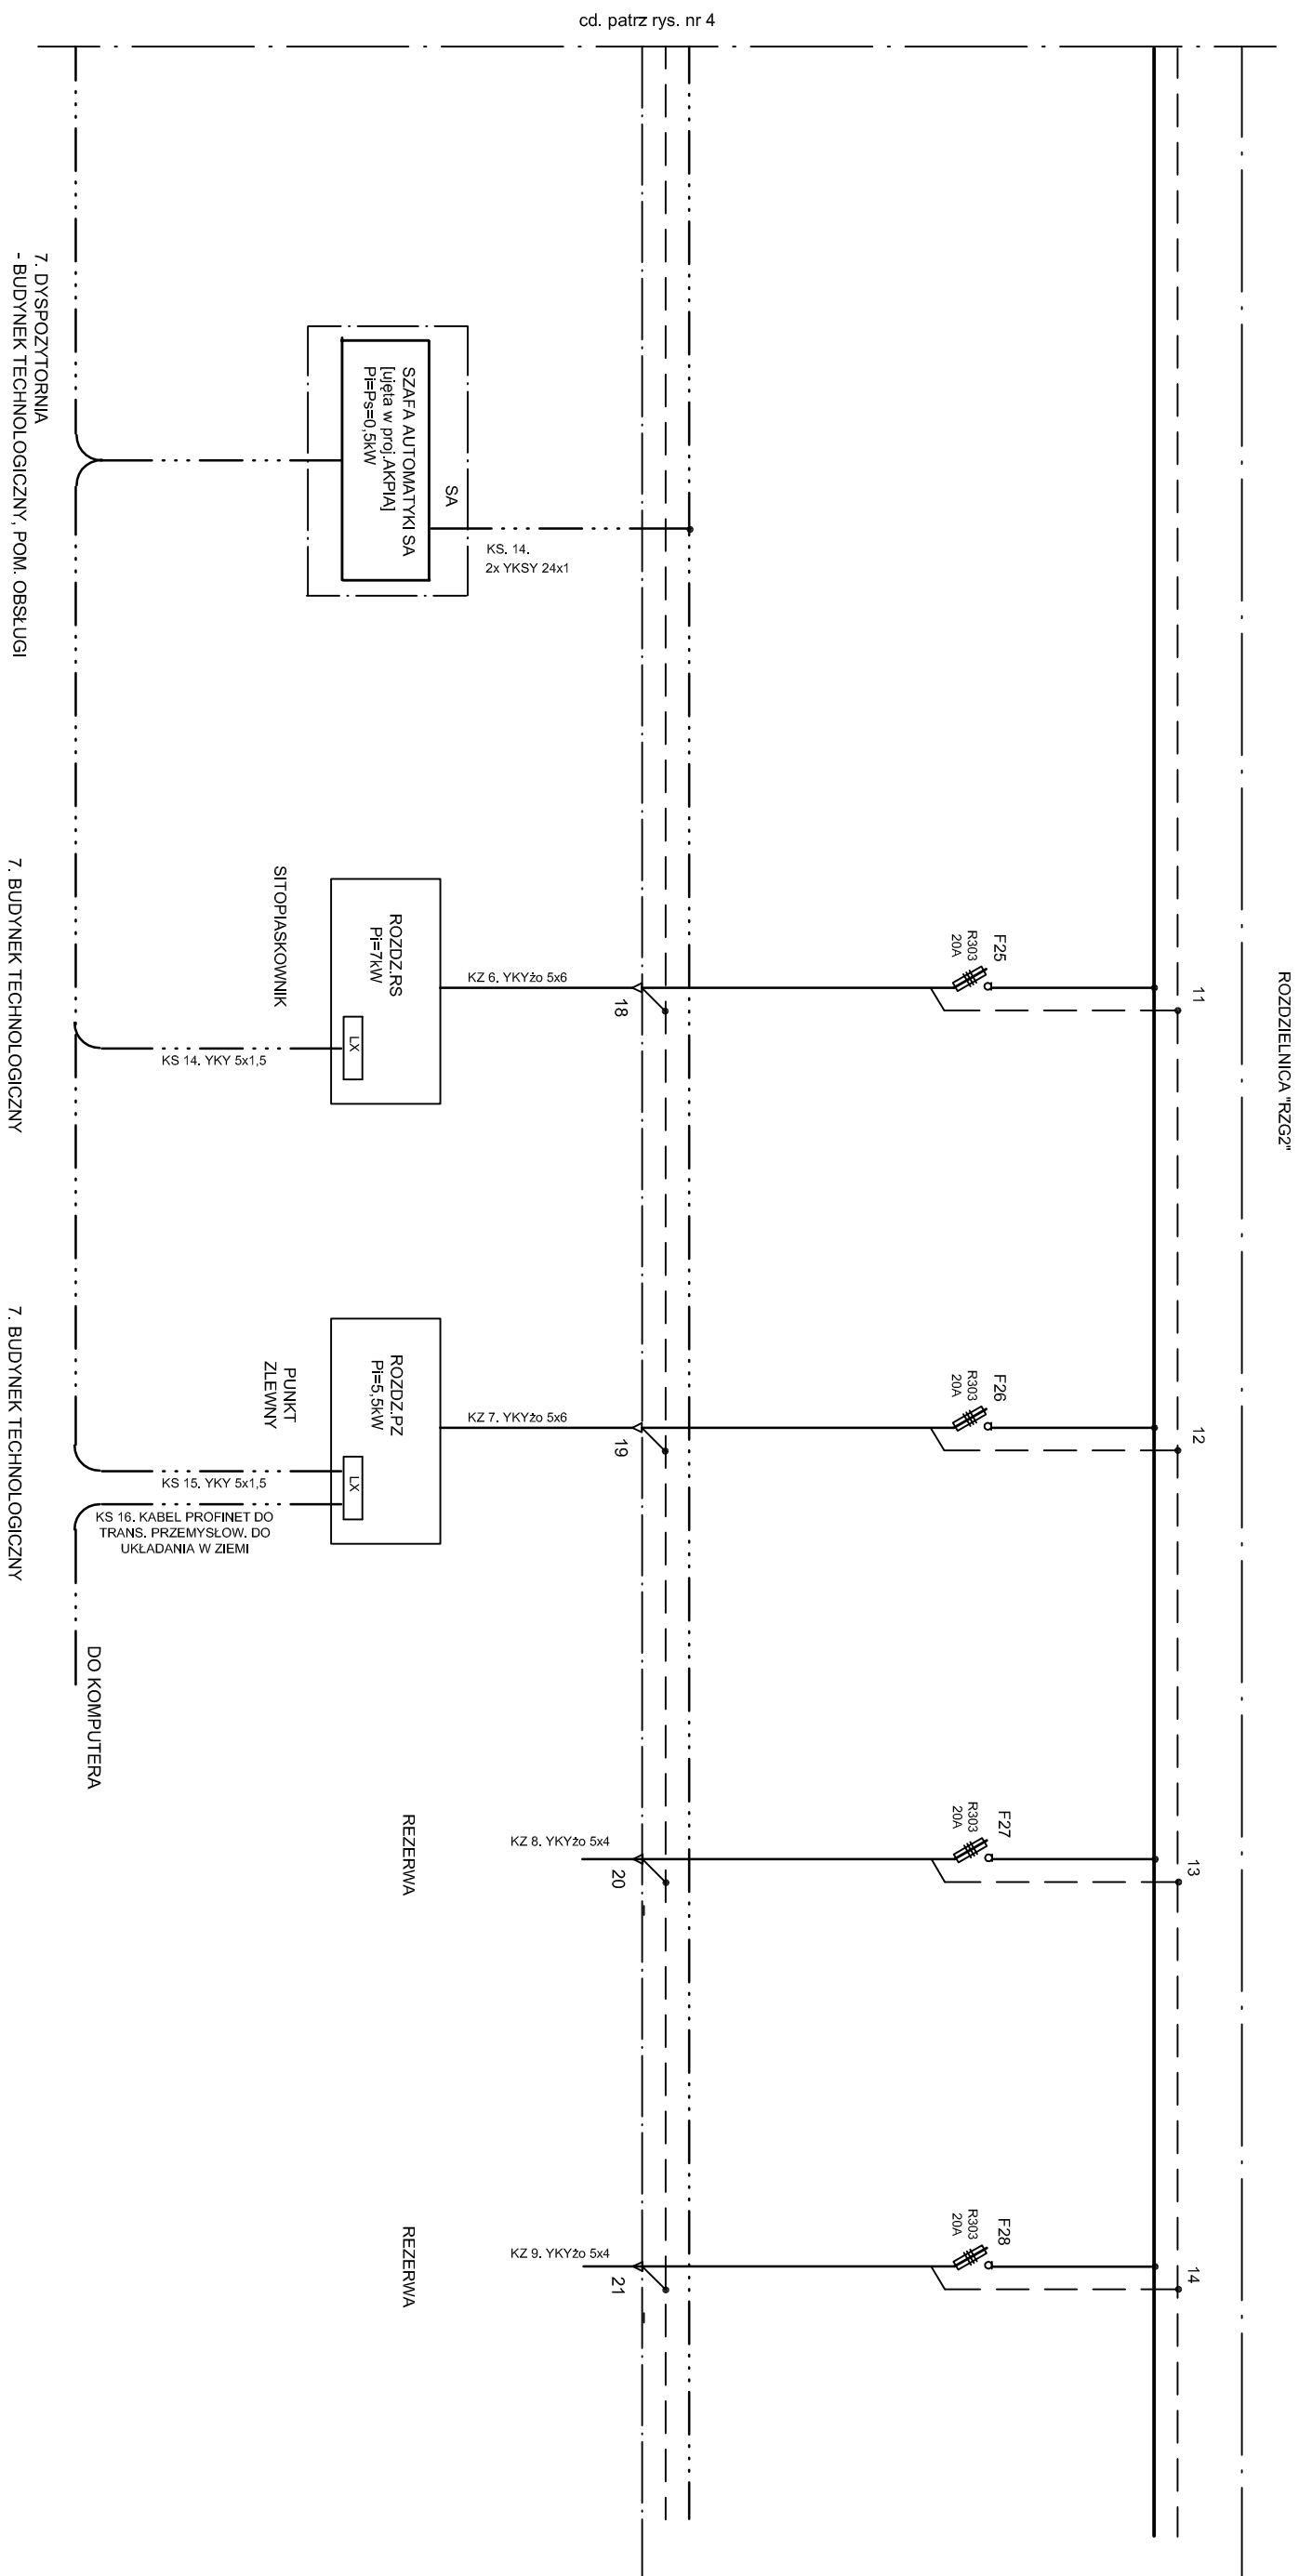 cd. patrz rys. nr 4
ROZDZIELNICA "RZG2"
11
12
13
14
F25
R303
20A
F26
R303
20A
F27
R303
20A
F28
R303
20A
18
19
20
21
KS. 14.
2x YKSY 24x1
KZ 6. YKYżo 5x6
KZ 7. YKYżo 5x6
KZ 8. YKYżo 5x4
KZ 9. YKYżo 5x4
SA
SZAFA AUTOMATYKI SA
[ujęta w proj.AKPIA]
Pi=Ps=0,5kW
ROZDZ.RS
Pi=7kW
LX
SITOPIASKOWNIK
ROZDZ.PZ
Pi=5,5kW
LX
PUNKT
ZLEWNY
REZERWA
REZERWA
KS 14. YKY 5x1,5
KS 15. YKY 5x1,5
KS 16. KABEL PROFINET DO
TRANS. PRZEMYSŁOW. DO
UKŁADANIA W ZIEMI
DO KOMPUTERA
7. DYSPOZYTORNIA
- BUDYNEK TECHNOLOGICZNY, POM. OBSŁUGI
7. BUDYNEK TECHNOLOGICZNY
7. BUDYNEK TECHNOLOGICZNY